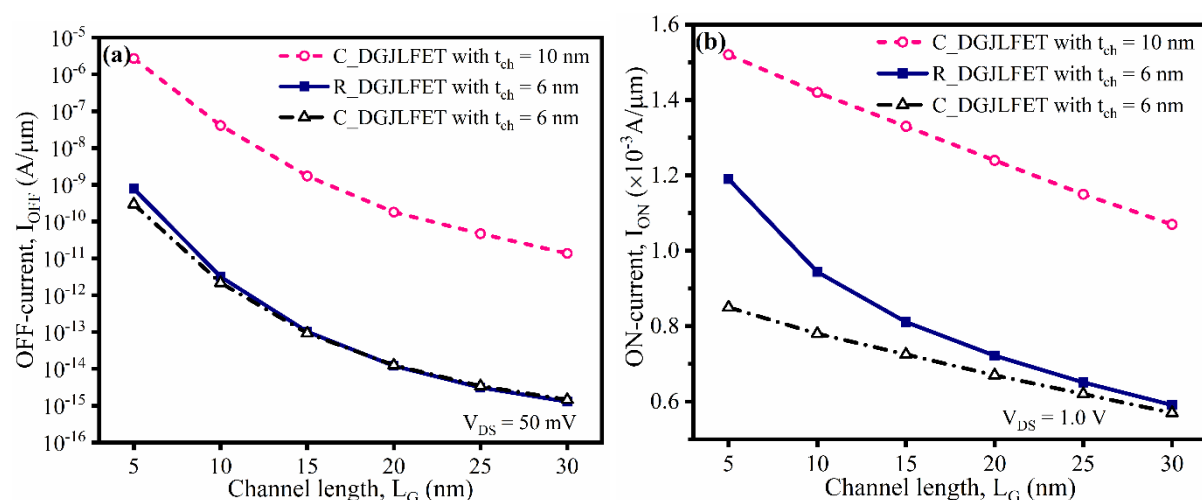 (a)
C_DGJLFET with t_ch = 10 nm
R_DGJLFET with t_ch = 6 nm
C_DGJLFET with t_ch = 6 nm
10⁻⁵
10⁻⁶
10⁻⁷
10⁻⁸
10⁻⁹
10⁻¹⁰
10⁻¹¹
10⁻¹²
10⁻¹³
10⁻¹⁴
10⁻¹⁵
10⁻¹⁶
OFF-current, I_OFF (A/μm)
V_DS = 50 mV
5 10 15 20 25 30
Channel length, L_G (nm)
(b)
C_DGJLFET with t_ch = 10 nm
R_DGJLFET with t_ch = 6 nm
C_DGJLFET with t_ch = 6 nm
1.6
1.4
1.2
1.0
0.8
0.6
ON-current, I_ON (×10⁻³ A/μm)
V_DS = 1.0 V
5 10 15 20 25 30
Channel length, L_G (nm)